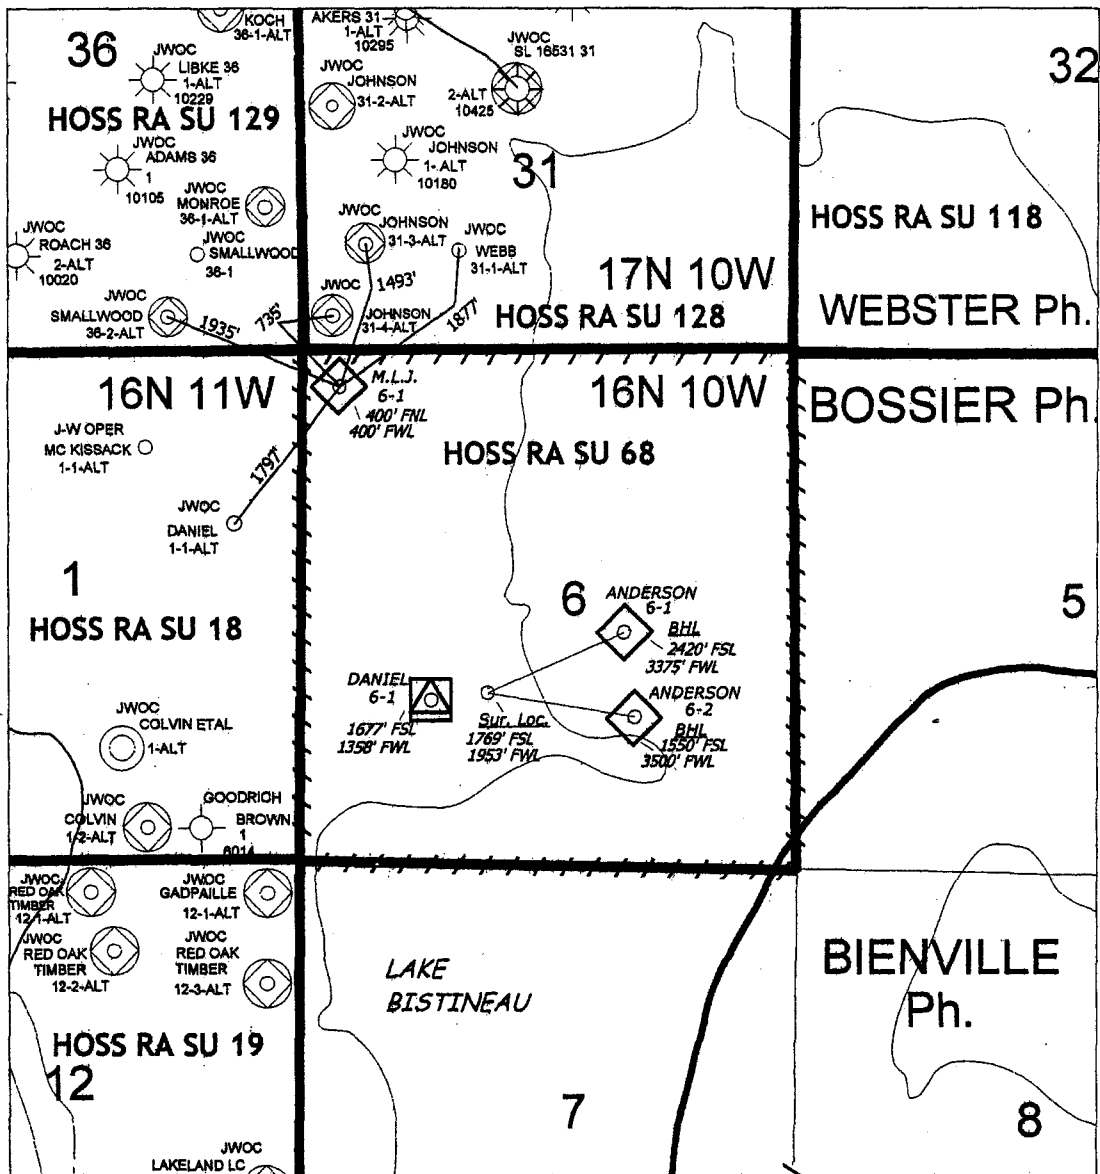 36
KOCH
36-1-ALT
JWOC
LIBKE 36
1-ALT
10229
HOSS RA SU 129
JWOC
ADAMS 36
1
10105
JWOC
MONROE
36-1-ALT
JWOC
ROACH 36
2-ALT
10020
JWOC
SMALLWOOD
36-1
JWOC
SMALLWOOD
36-2-ALT
1935'
735'
AKERS 31
1-ALT
10295
JWOC
SL 16531 31
2-ALT
10425
JWOC
JOHNSON
31-2-ALT
JWOC
JOHNSON
1-ALT
10180
31
JWOC
JOHNSON
31-3-ALT
JWOC
WEBB
31-1-ALT
1493'
1877'
JWOC
JOHNSON
31-4-ALT
17N 10W
HOSS RA SU 128
32
HOSS RA SU 118
WEBSTER Ph.
16N 11W
J-W OPER
MC KISSACK
1-1-ALT
1797'
JWOC
DANIEL
1-1-ALT
1
HOSS RA SU 18
JWOC
COLVIN ETAL
1-ALT
JWOC
COLVIN
1-2-ALT
GOODRICH
BROWN
1
6014
M.L.J.
6-1
400' FNL
400' FWL
16N 10W
HOSS RA SU 68
6
ANDERSON
6-1
BHL
2420' FSL
3375' FWL
DANIEL
6-1
1677' FSL
1358' FWL
Sur. Loc.
1769' FSL
1953' FWL
ANDERSON
6-2
BHL
1550' FSL
3500' FWL
BOSSIER Ph.
5
JWOC
RED OAK
TIMBER
12-1-ALT
JWOC
GADPAILLE
12-1-ALT
JWOC
RED OAK
TIMBER
12-2-ALT
JWOC
RED OAK
TIMBER
12-3-ALT
HOSS RA SU 19
12
JWOC
LAKELAND LC
LAKE
BISTINEAU
7
BIENVILLE
Ph.
8